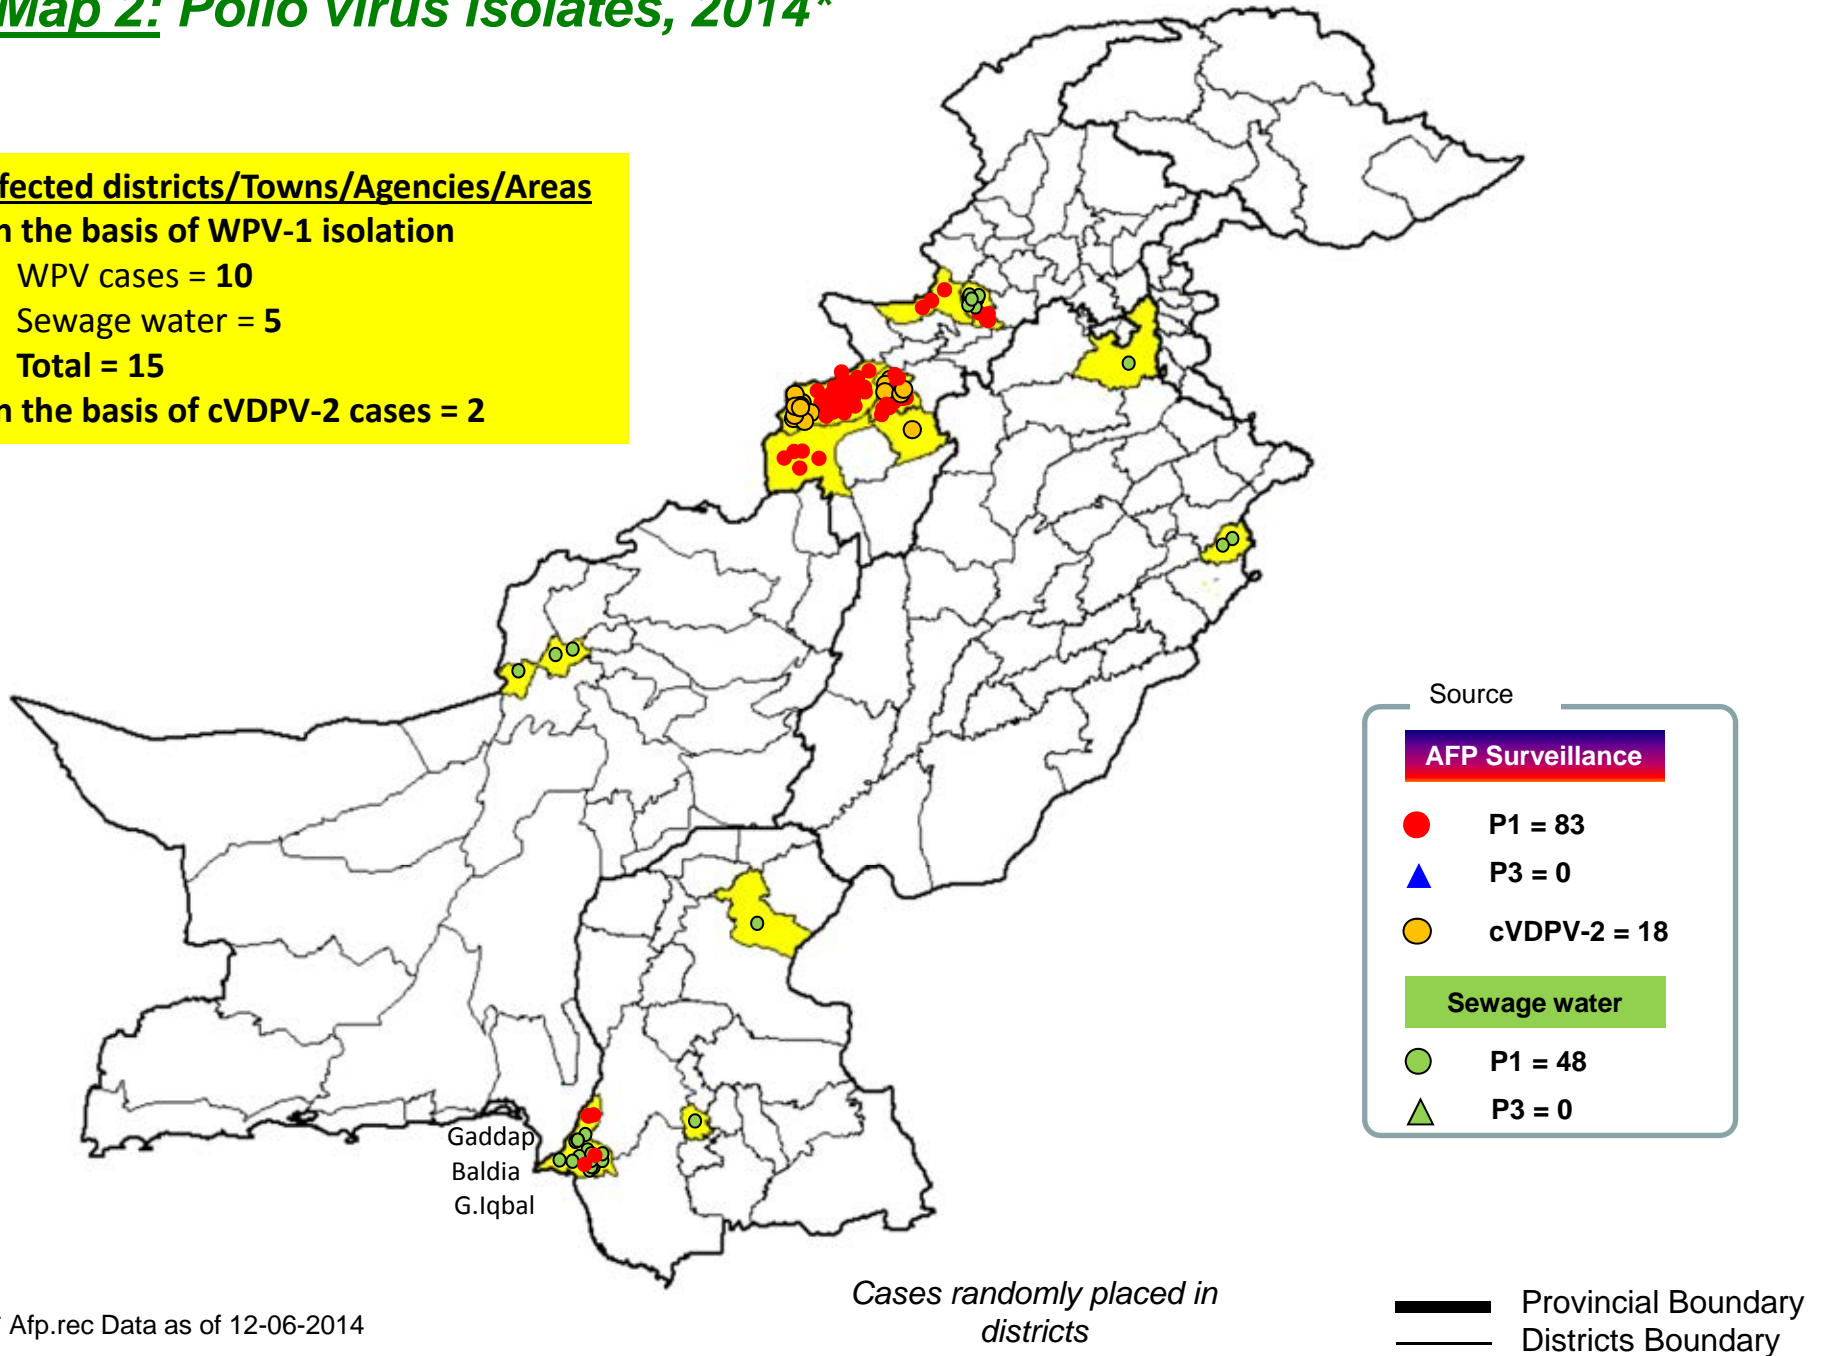 Map 2: Polio virus isolates, 2014*
fected districts/Towns/Agencies/Areas
n the basis of WPV-1 isolation
WPV cases = 10
Sewage water = 5
Total = 15
n the basis of cVDPV-2 cases = 2
Source
AFP Surveillance
P1 = 83
P3 = 0
cVDPV-2 = 18
Sewage water
P1 = 48
P3 = 0
Gaddap
Baldia
G.Iqbal
Cases randomly placed in
districts
* Afp.rec Data as of 12-06-2014
Provincial Boundary
Districts Boundary